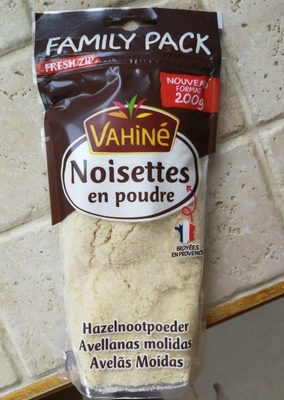 FAMILY PACK
FRESH ZIP
NOUVEAU
FORMAT
200g
VAHINÉ
Noisettes
en poudre
BROYÉES
EN PROVENCE
Hazelnootpoeder
Avellanas molidas
Avelãs Moídas